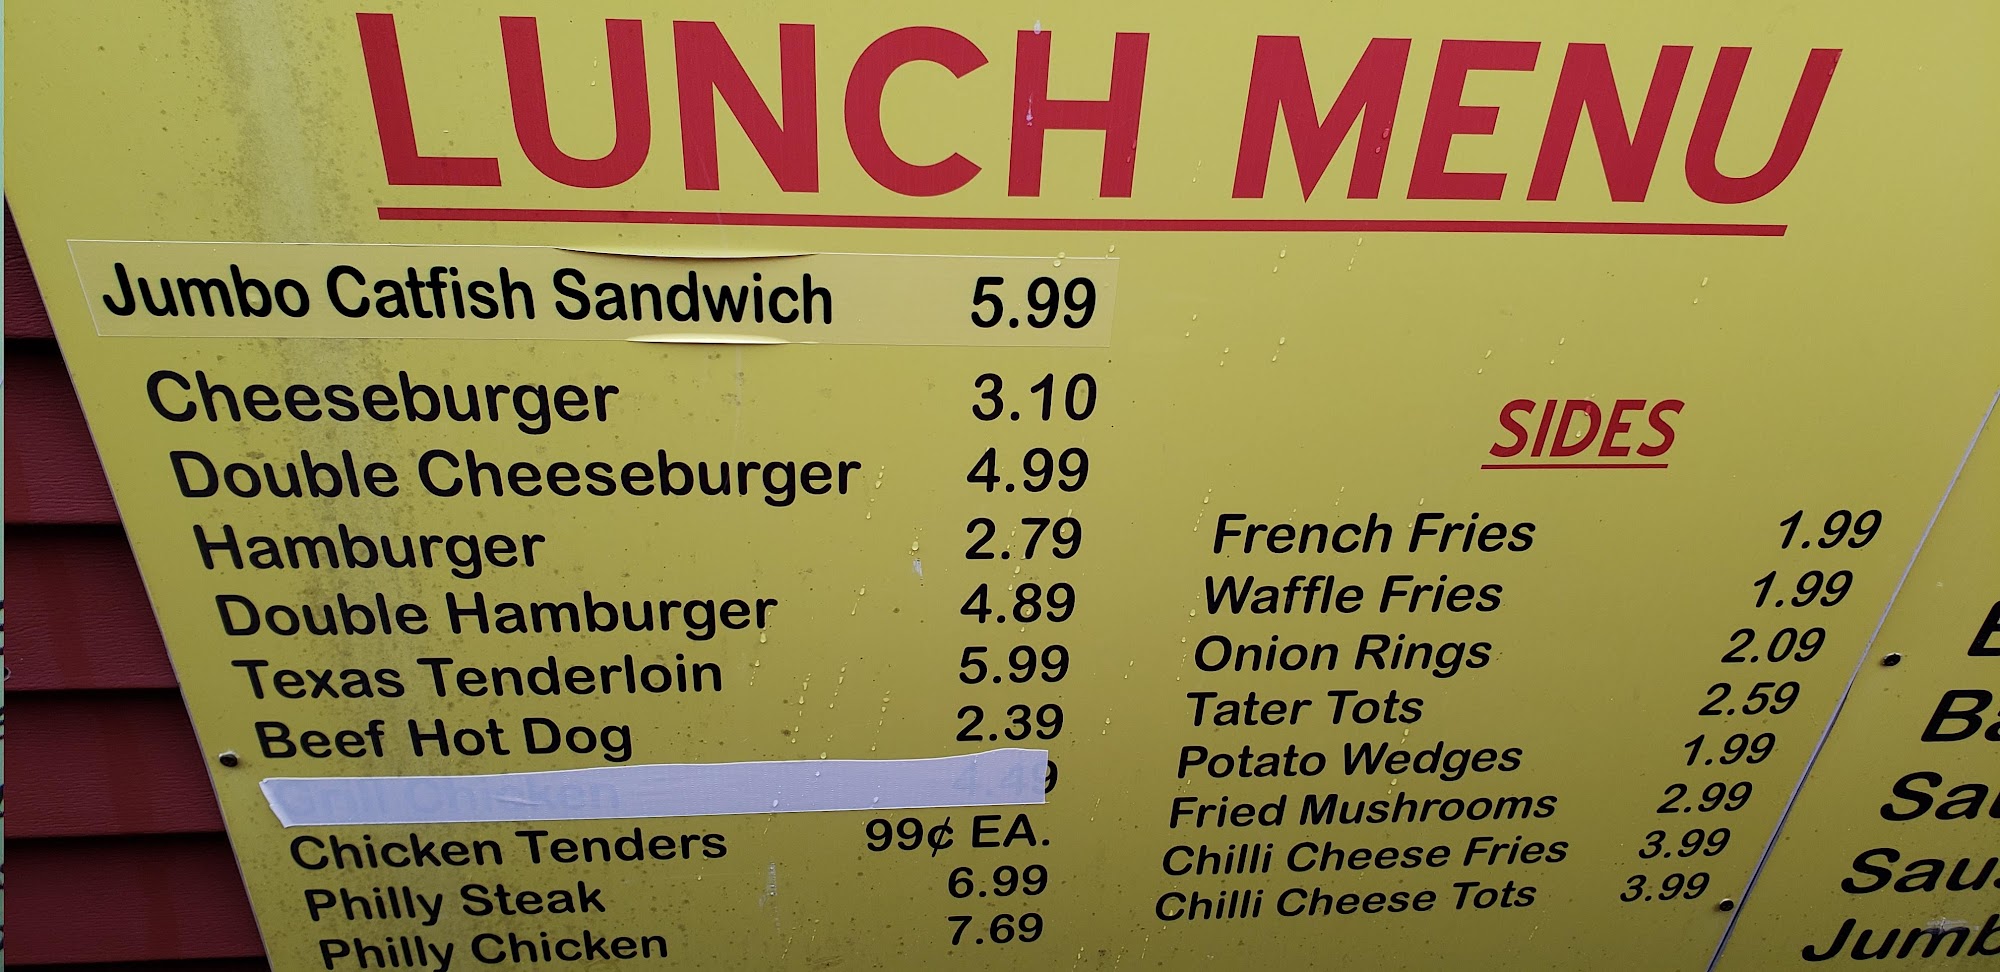 LUNCH MENU
Jumbo Catfish Sandwich 5.99
Cheeseburger 3.10
Double Cheeseburger 4.99
Hamburger 2.79
Double Hamburger 4.89
Texas Tenderloin 5.99
Beef Hot Dog 2.39
Grill Chicken 4.49
Chicken Tenders 99¢ EA.
Philly Steak 6.99
Philly Chicken 7.69
SIDES
French Fries 1.99
Waffle Fries 1.99
Onion Rings 2.09
Tater Tots 2.59
Potato Wedges 1.99
Fried Mushrooms 2.99
Chilli Cheese Fries 3.99
Chilli Cheese Tots 3.99